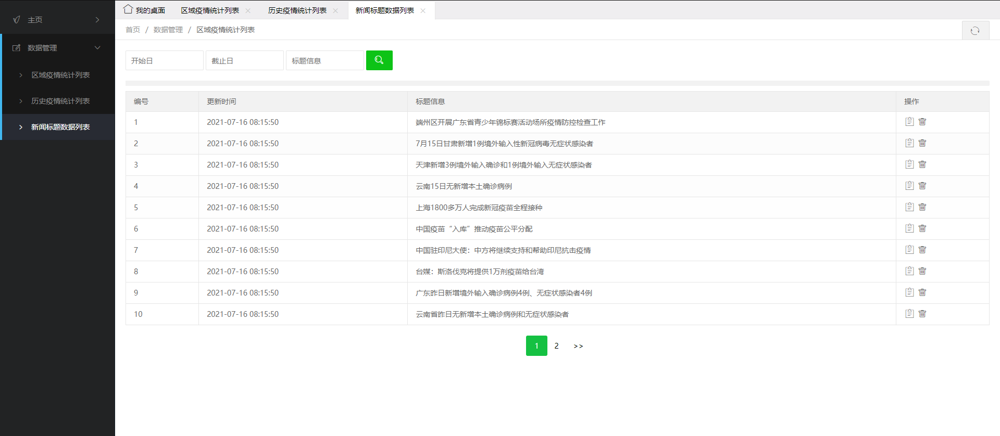 主页
数据管理
区域疫情统计列表
历史疫情统计列表
新闻标题数据列表
我的桌面 区域疫情统计列表 历史疫情统计列表 新闻标题数据列表
首页 / 数据管理 / 区域疫情统计列表
开始日 截止日 标题信息
编号 更新时间 标题信息 操作
1 2021-07-16 08:15:50 端州区开展广东省青少年锦标赛活动场所疫情防控检查工作
2 2021-07-16 08:15:50 7月15日甘肃新增1例境外输入性新冠病毒无症状感染者
3 2021-07-16 08:15:50 天津新增3例境外输入确诊和1例境外输入无症状感染者
4 2021-07-16 08:15:50 云南15日无新增本土确诊病例
5 2021-07-16 08:15:50 上海1800多万人完成新冠疫苗全程接种
6 2021-07-16 08:15:50 中国疫苗“入库”推动疫苗公平分配
7 2021-07-16 08:15:50 中国驻印尼大使：中方将继续支持和帮助印尼抗击疫情
8 2021-07-16 08:15:50 台媒：斯洛伐克将提供1万剂疫苗给台湾
9 2021-07-16 08:15:50 广东昨日新增境外输入确诊病例4例、无症状感染者4例
10 2021-07-16 08:15:50 云南省昨日无新增本土确诊病例和无症状感染者
1 2 >>